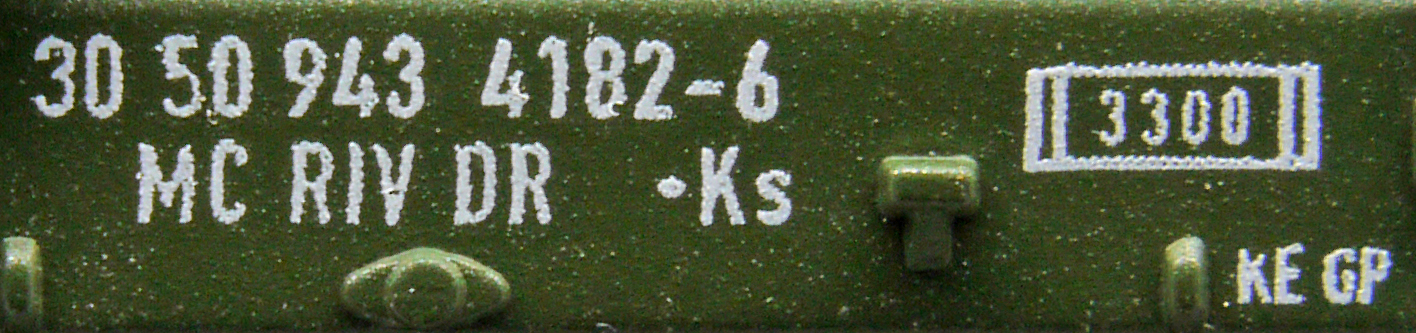 30 50 943 4182-6
MC RIV DR •Ks
3300
KE GP